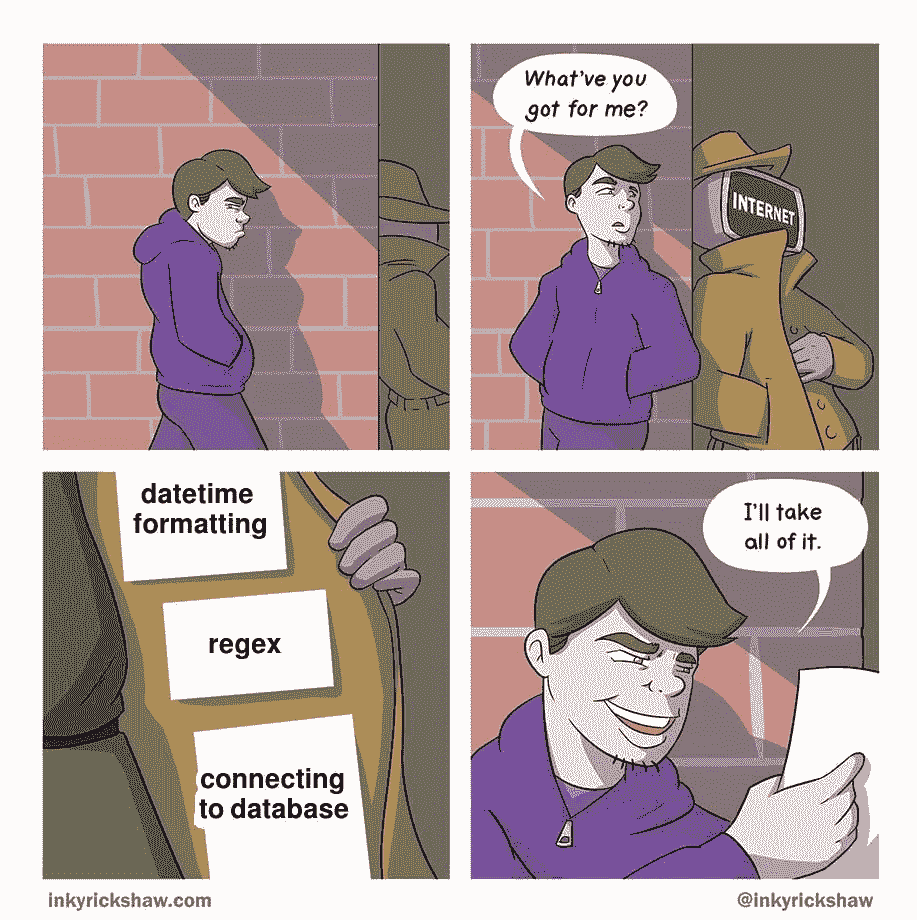 What've you
got for me?
INTERNET
datetime
formatting
regex
connecting
to database
I'll take
all of it.
inkyrickshaw.com
@inkyrickshaw